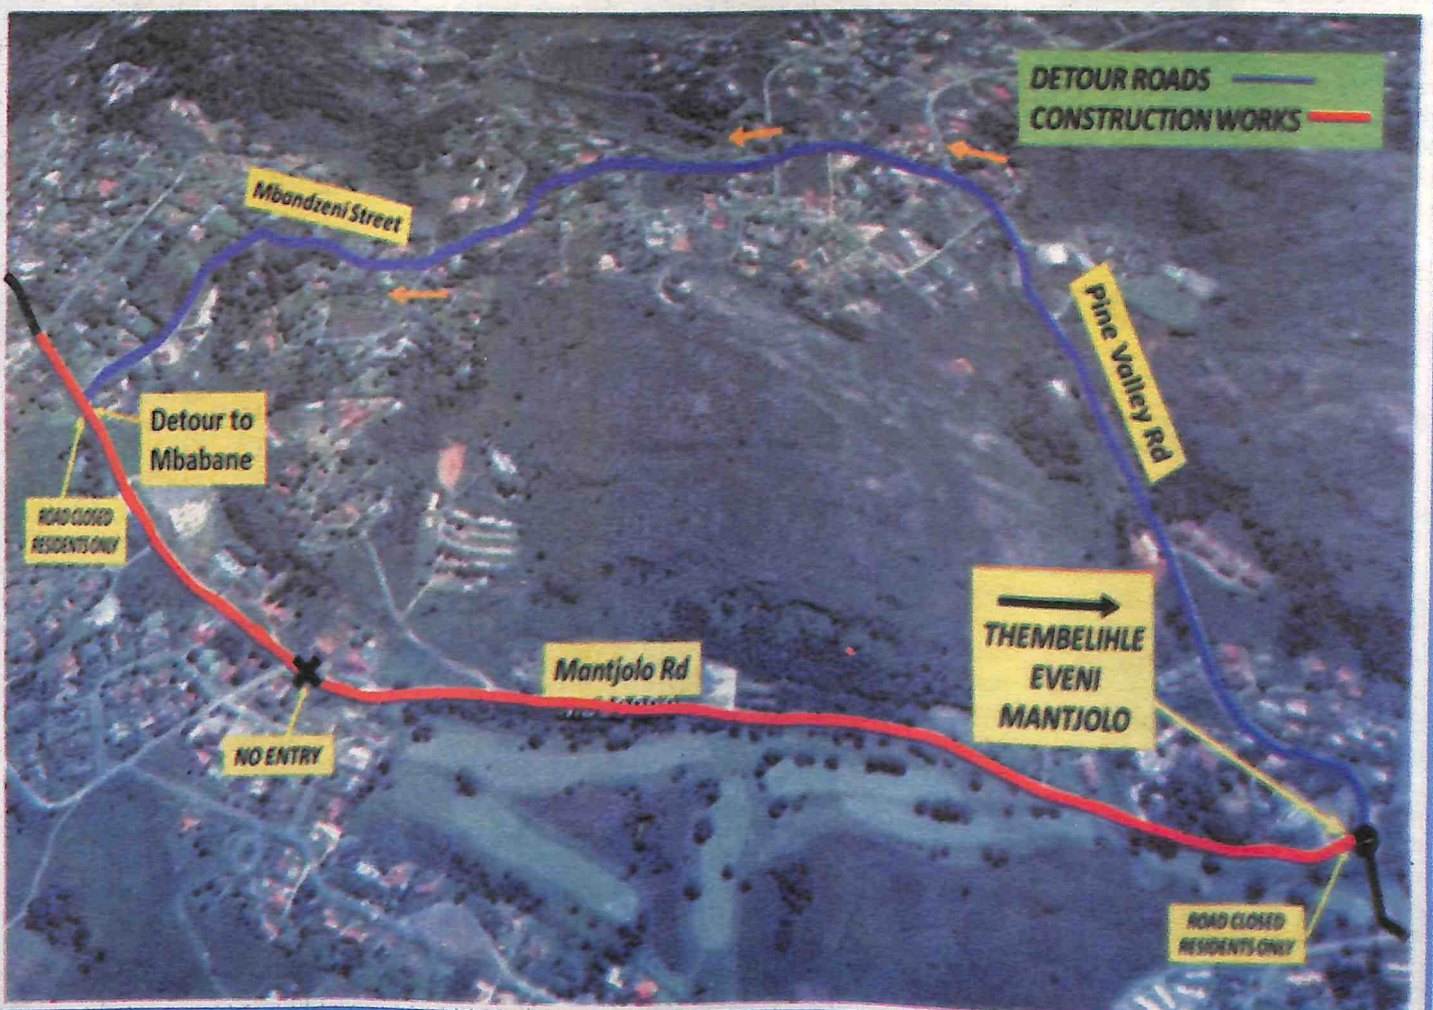 DETOUR ROADS
CONSTRUCTION WORKS
Mbandzeni Street
Pine Valley Rd
Detour to
Mbabane
ROAD CLOSED
RESIDENTS ONLY
THEMBELIHLE
EVENI
MANTJOLO
Mantjolo Rd
NO ENTRY
ROAD CLOSED
RESIDENTS ONLY